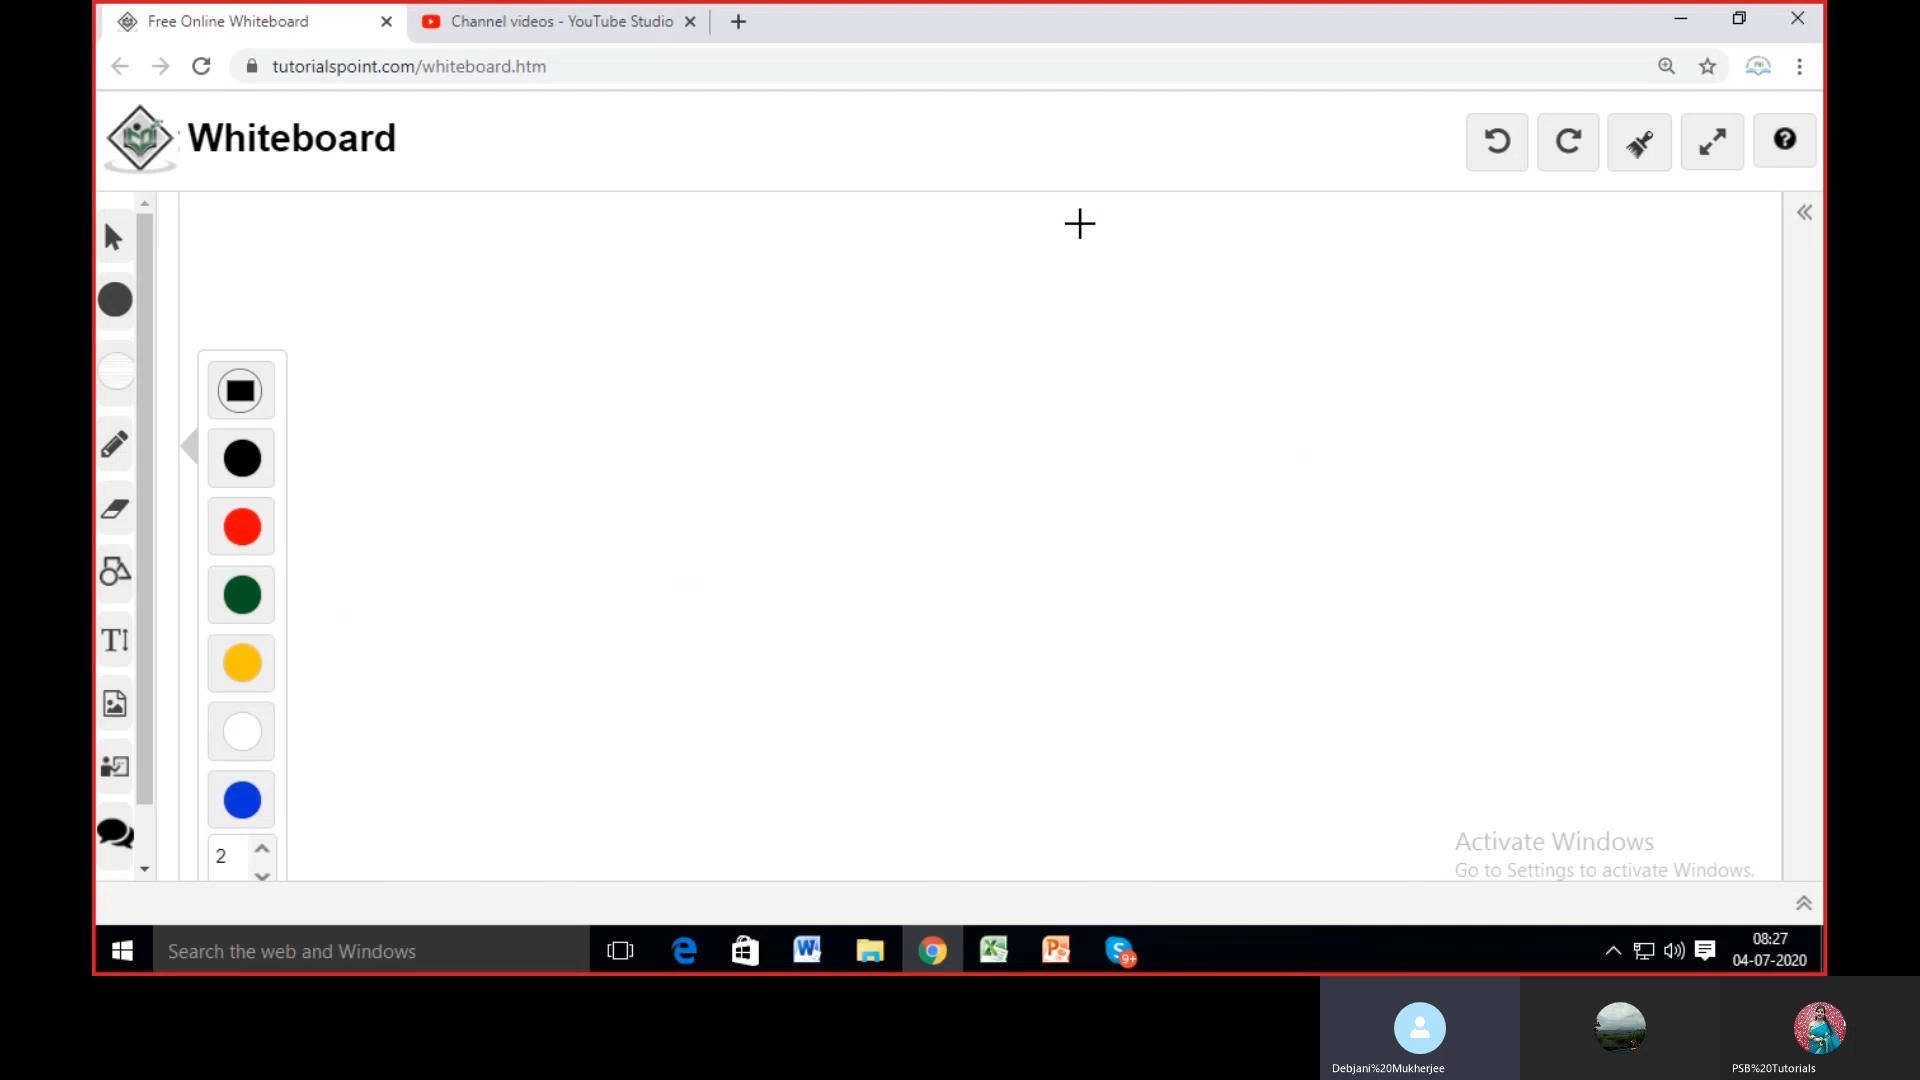 Free Online Whiteboard
Channel videos - YouTube Studio
tutorialspoint.com/whiteboard.htm
Whiteboard
2
Activate Windows
Go to Settings to activate Windows.
Search the web and Windows
9+
08:27
04-07-2020
Debjani%20Mukherjee
PSB%20Tutorials